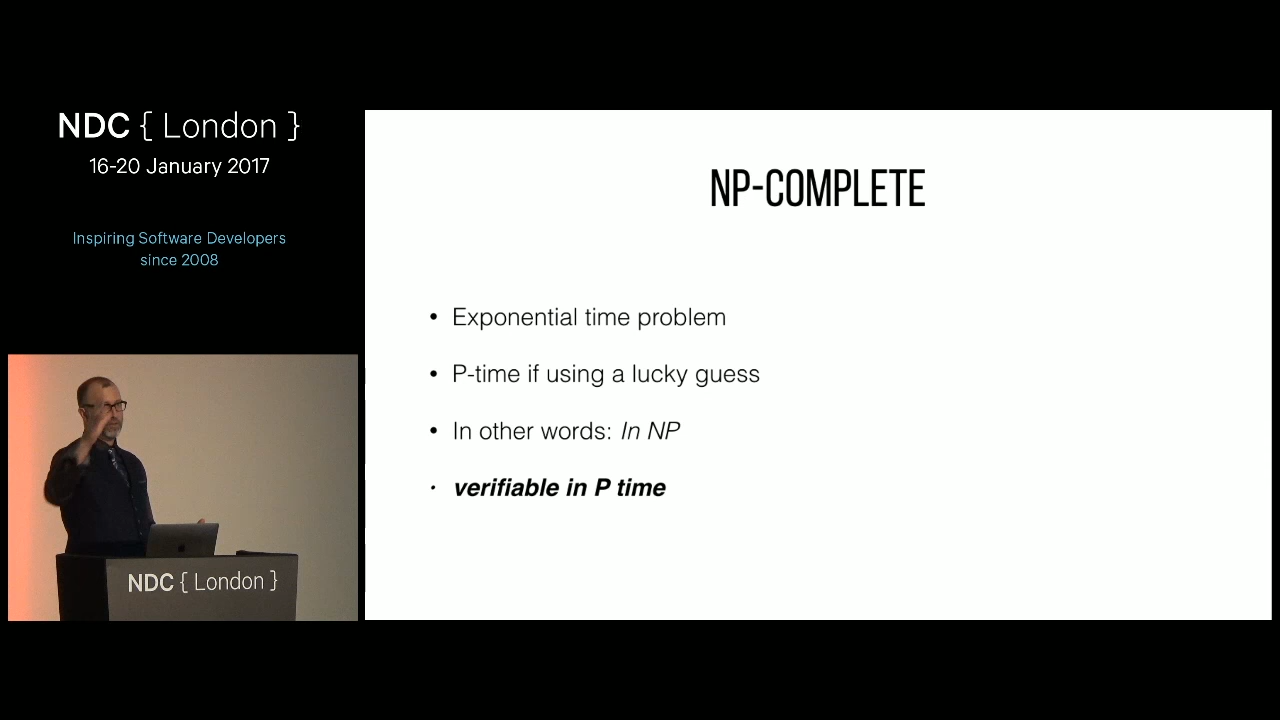 NDC { London }
16-20 January 2017
Inspiring Software Developers
since 2008
NP-COMPLETE
• Exponential time problem
• P-time if using a lucky guess
• In other words: In NP
• verifiable in P time
NDC { London }